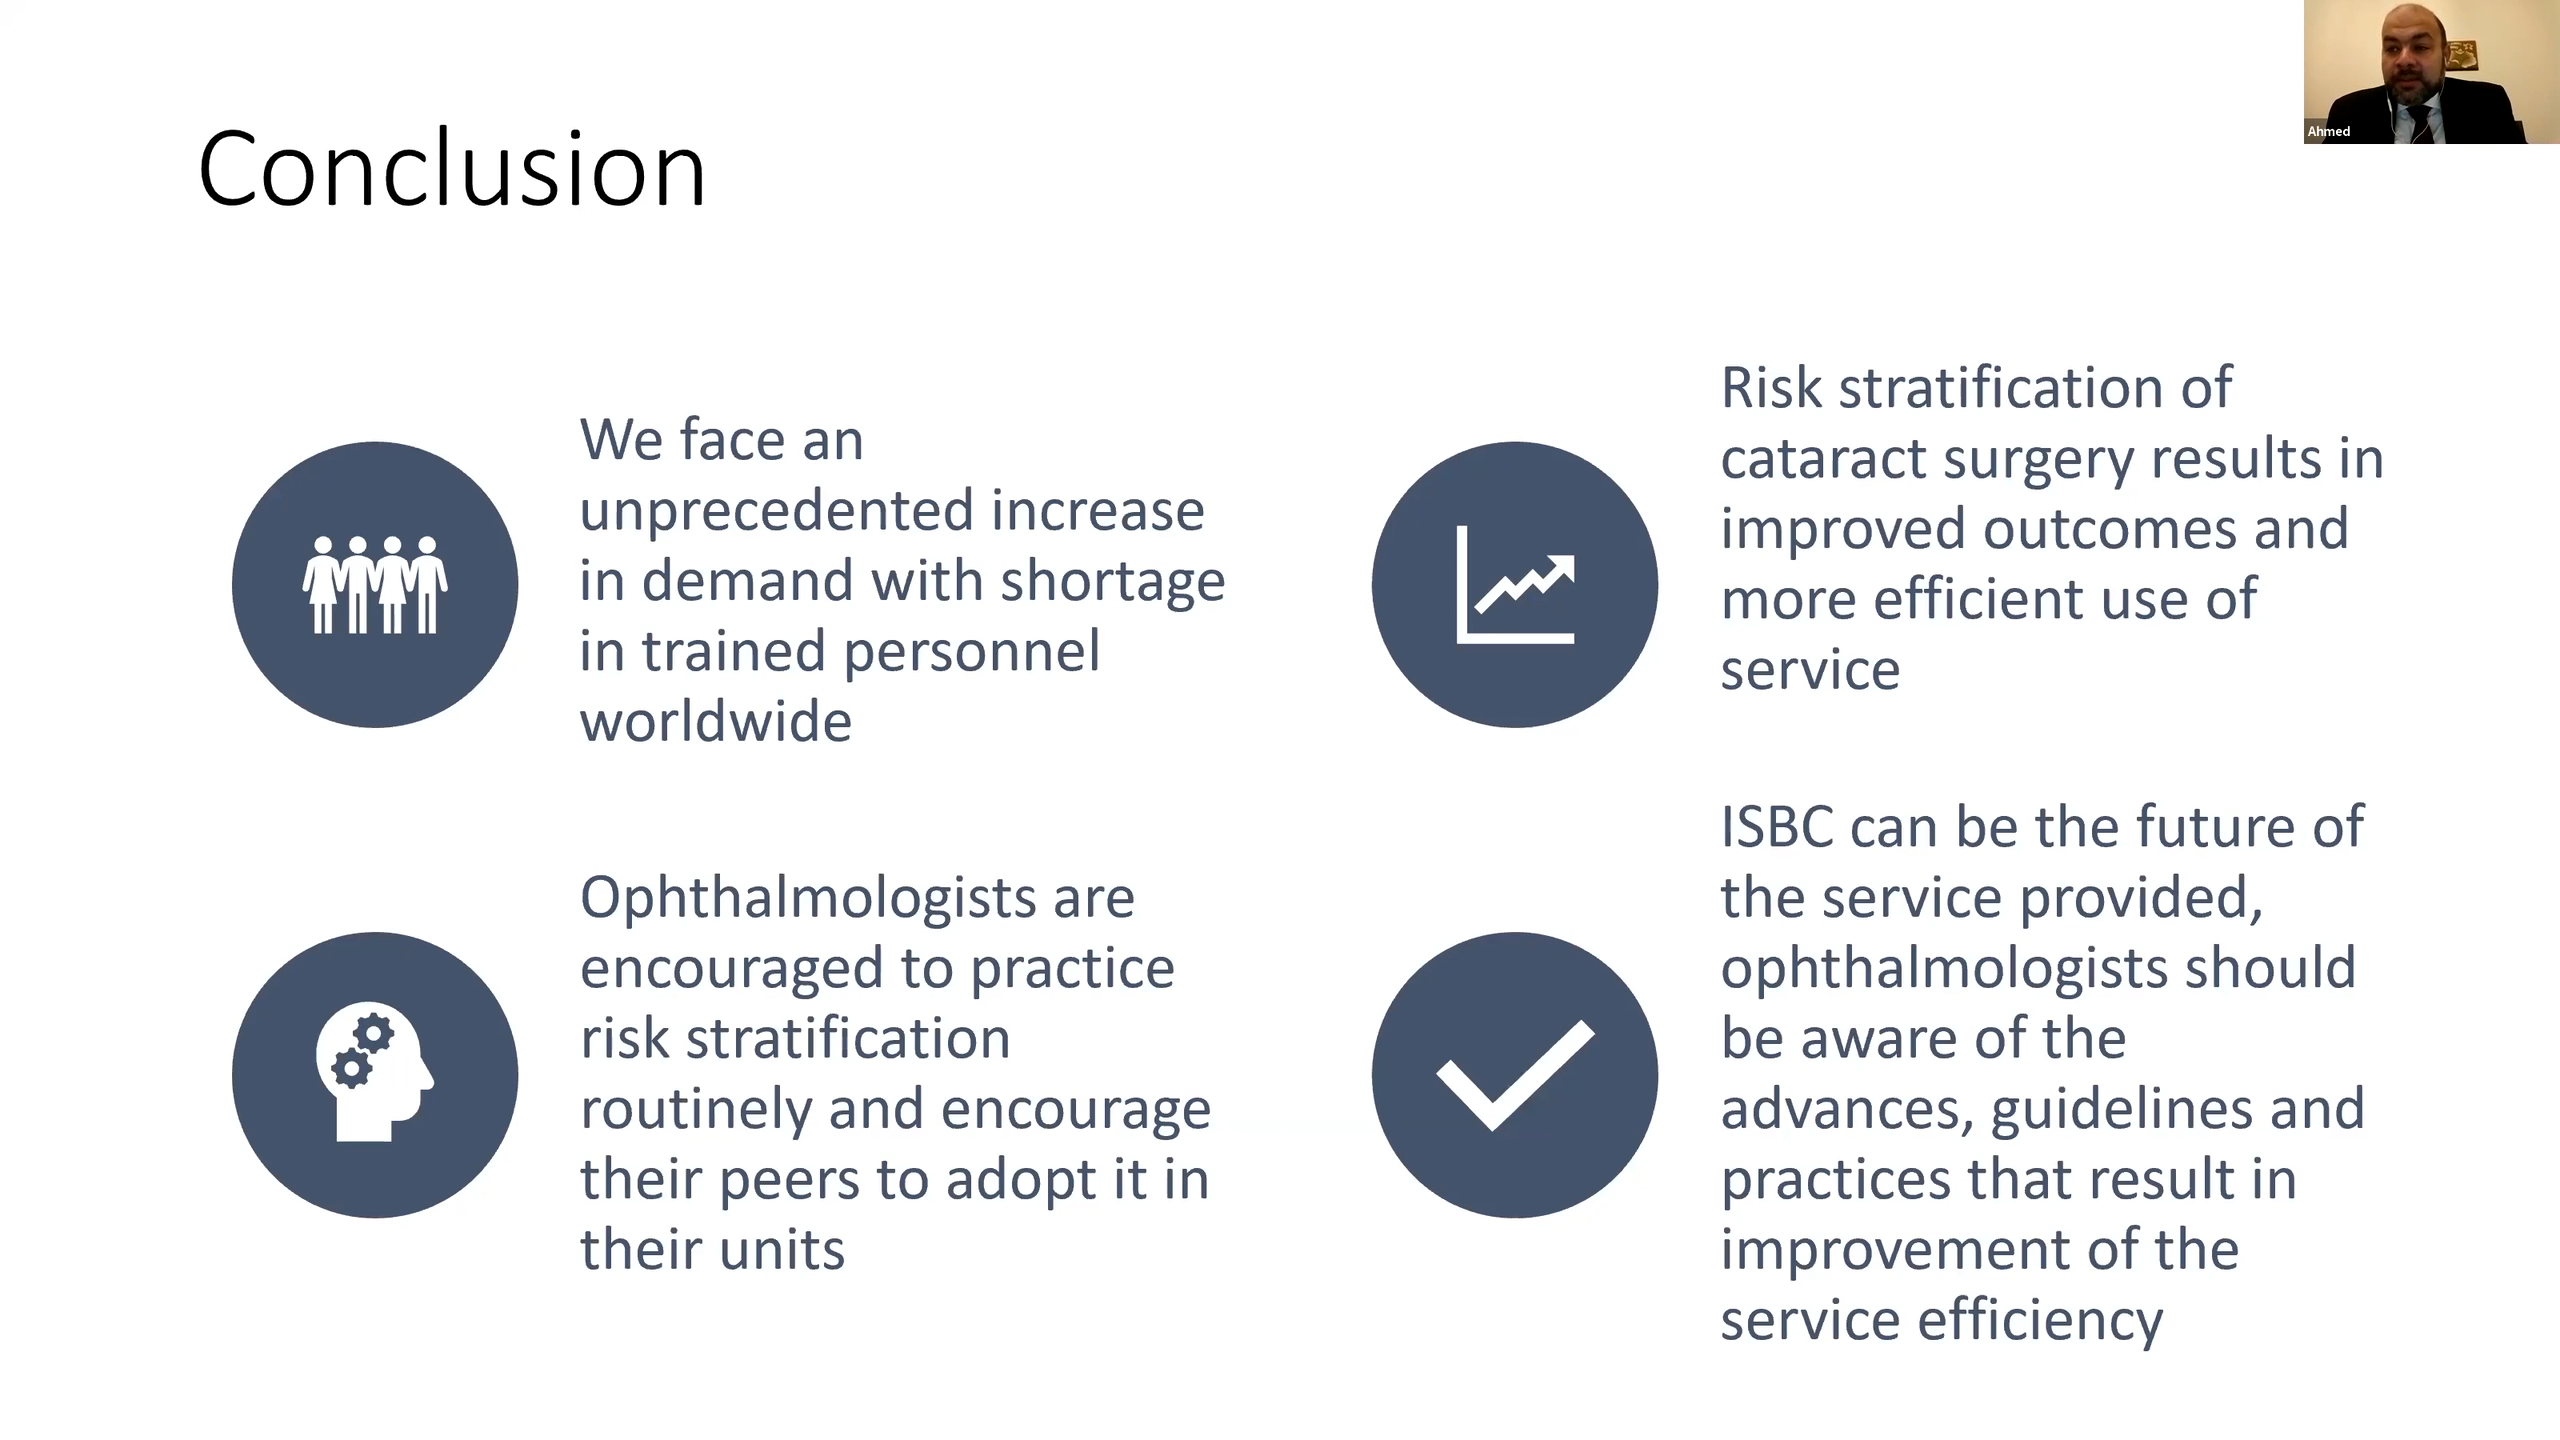 Conclusion
We face an
unprecedented increase
in demand with shortage
in trained personnel
worldwide
Risk stratification of
cataract surgery results in
improved outcomes and
more efficient use of
service
Ophthalmologists are
encouraged to practice
risk stratification
routinely and encourage
their peers to adopt it in
their units
ISBC can be the future of
the service provided,
ophthalmologists should
be aware of the
advances, guidelines and
practices that result in
improvement of the
service efficiency
Ahmed